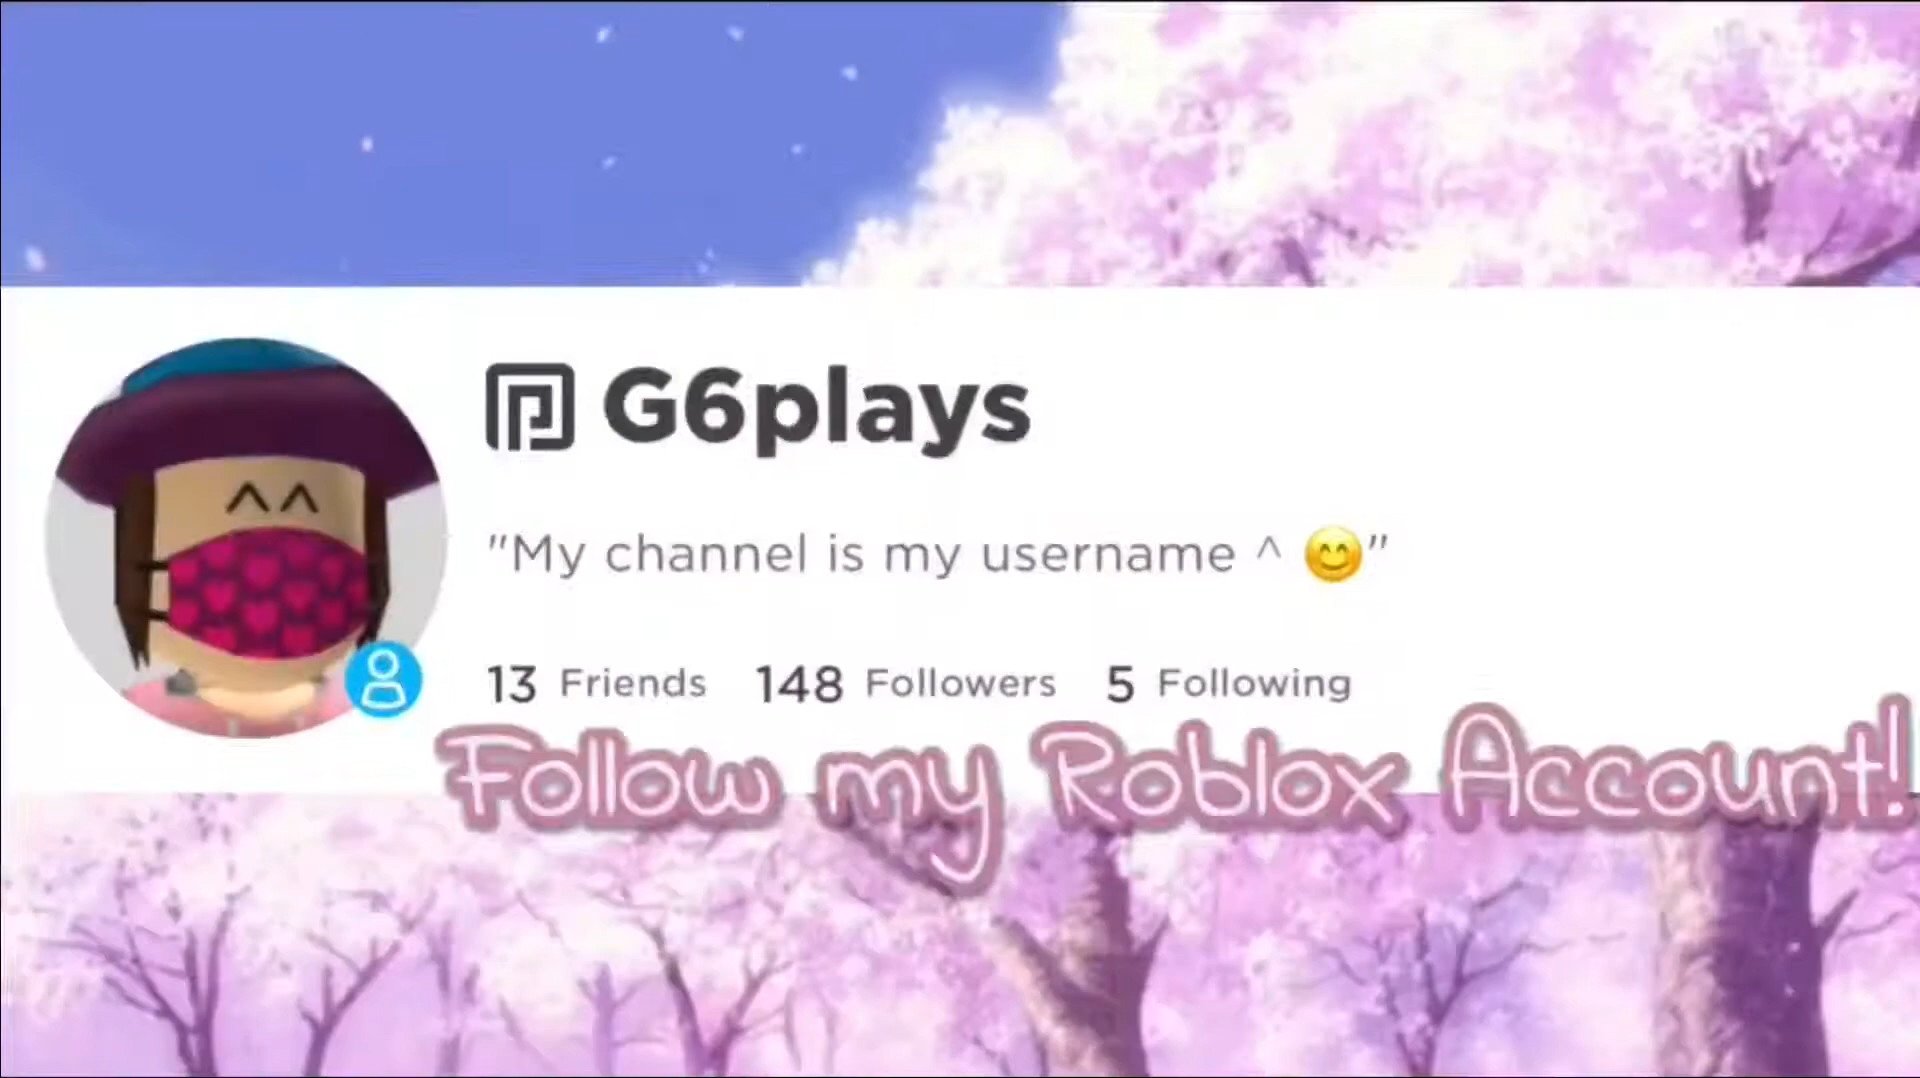 G6plays
"My channel is my username ^ 😊"
13 Friends 148 Followers 5 Following
Follow my Roblox Account!